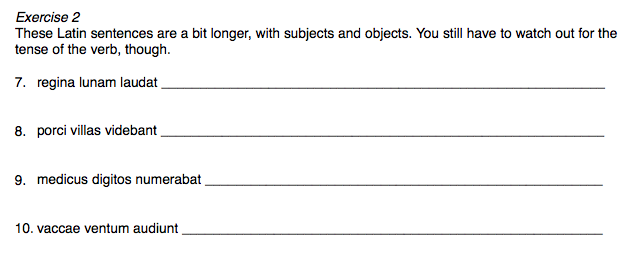 Exercise 2
These Latin sentences are a bit longer, with subjects and objects. You still have to watch out for the
tense of the verb, though.
7. regina lunam laudat
8. porci villas videbant
9. medicus digitos numerabat
10. vaccae ventum audiunt